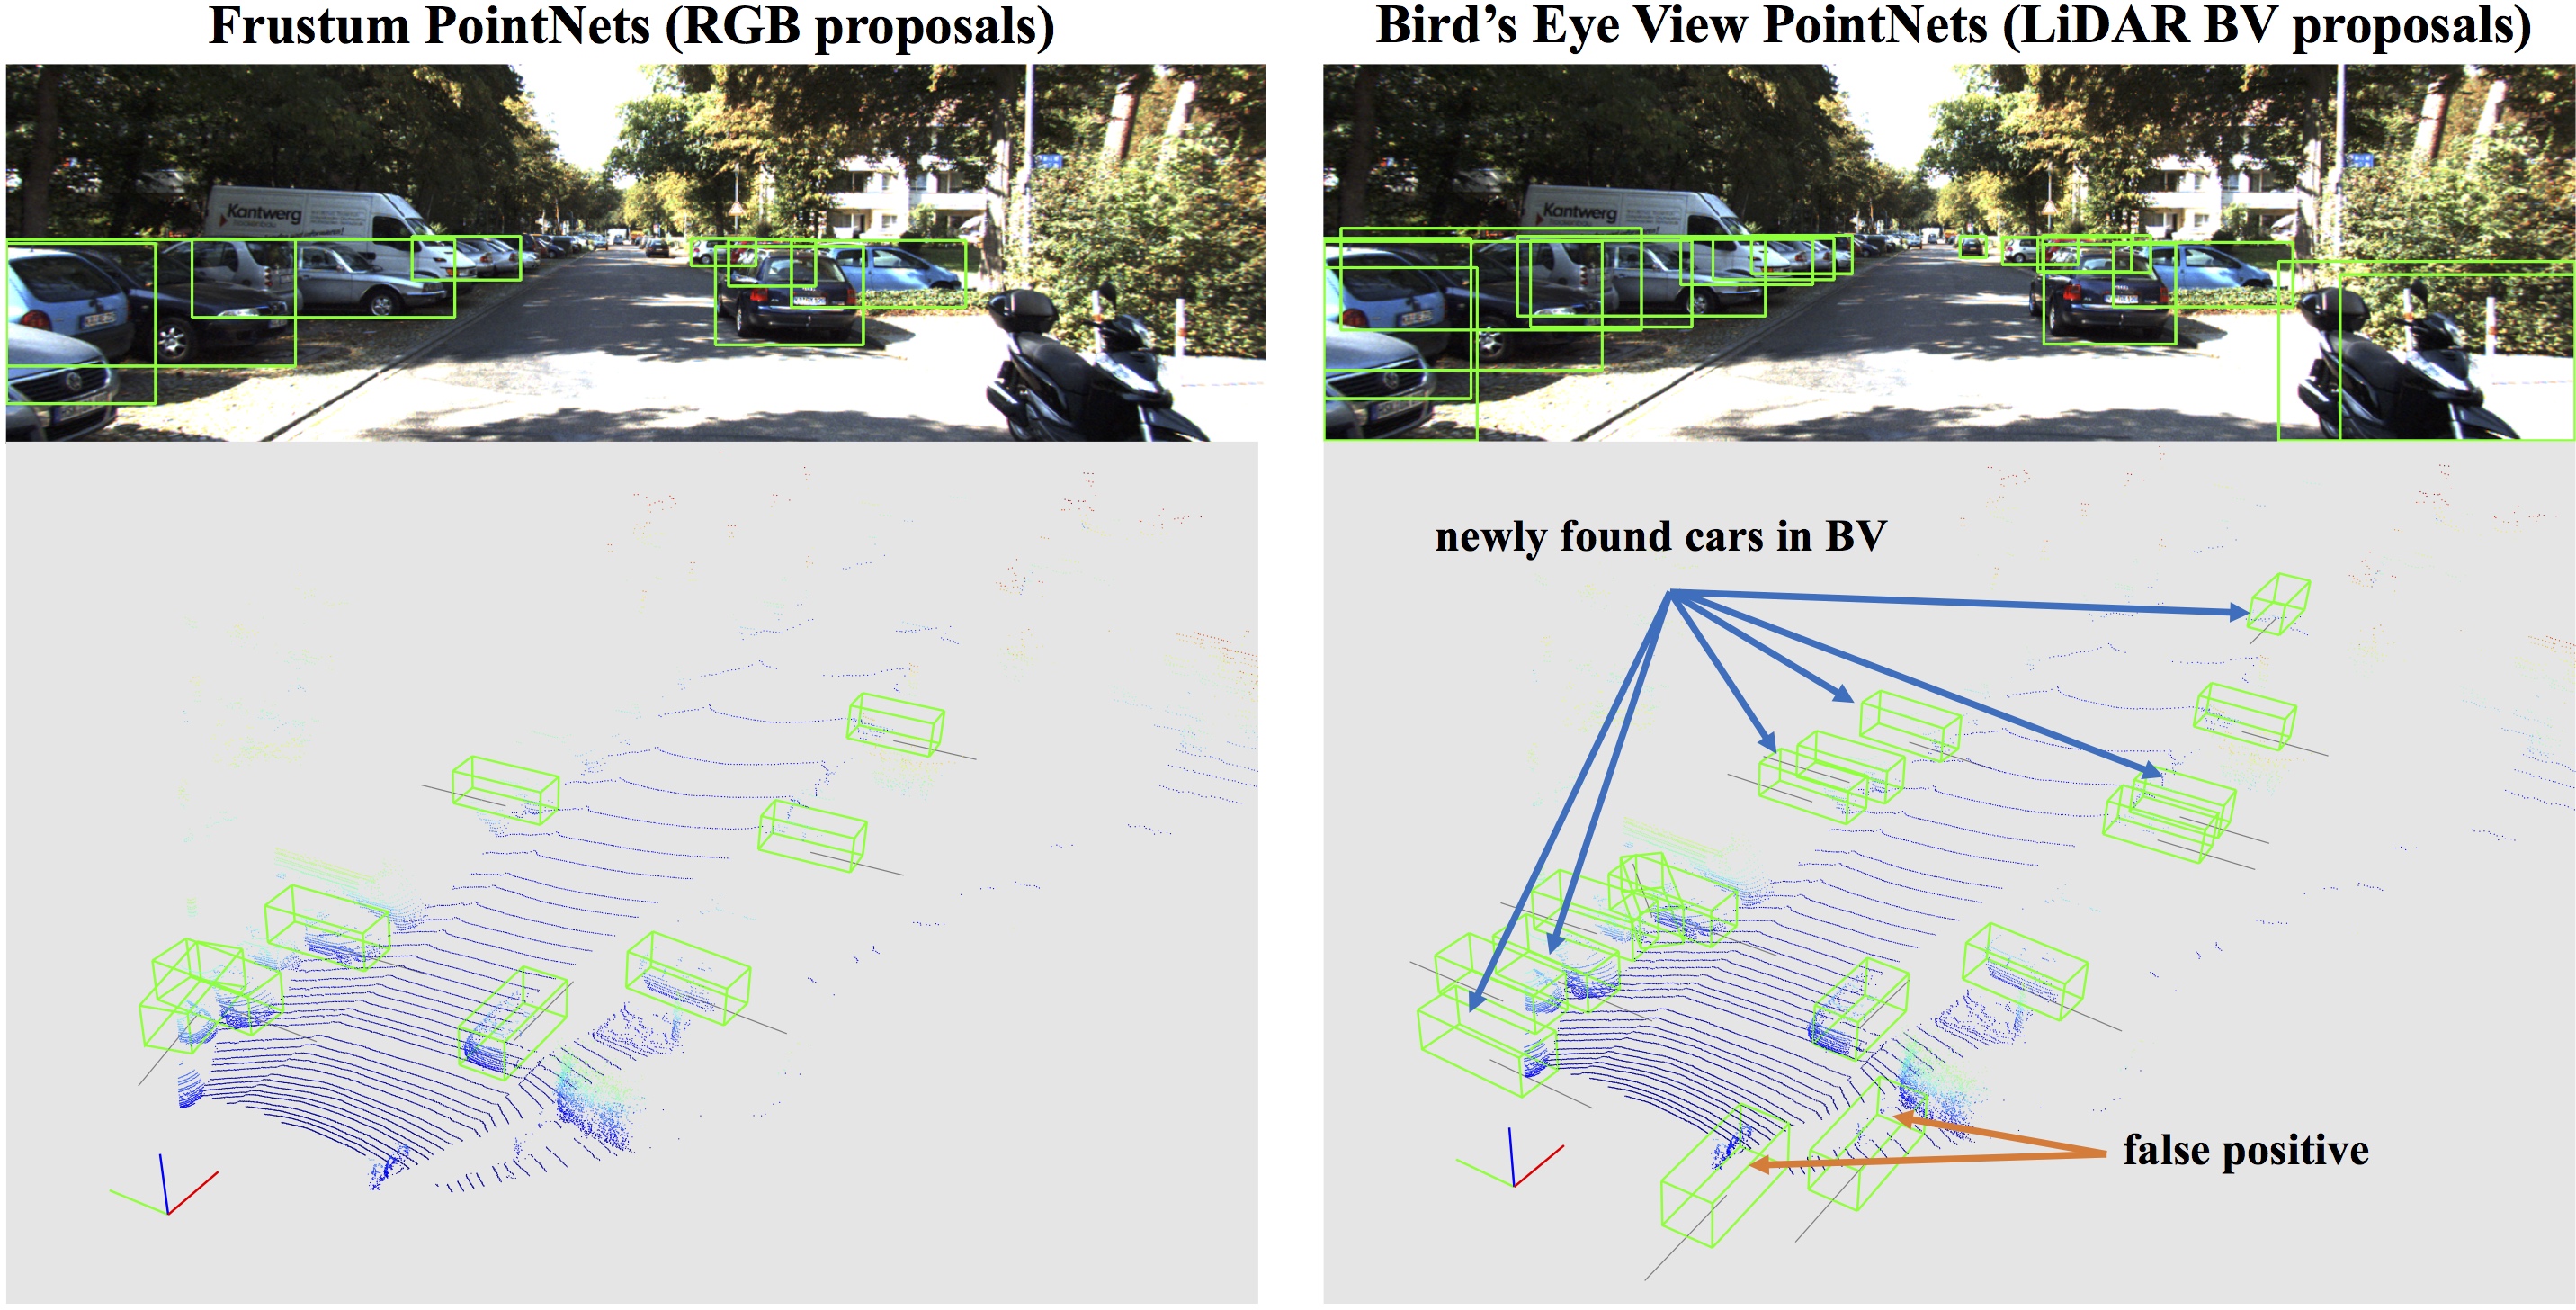 Frustum PointNets (RGB proposals)
Bird's Eye View PointNets (LiDAR BV proposals)
Kantwerg
Kantwerg
newly found cars in BV
false positive